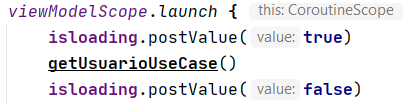 viewModelScope.launch { this: CoroutineScope
isloading.postValue( value: true)
getUsuarioUseCase()
isloading.postValue( value: false)